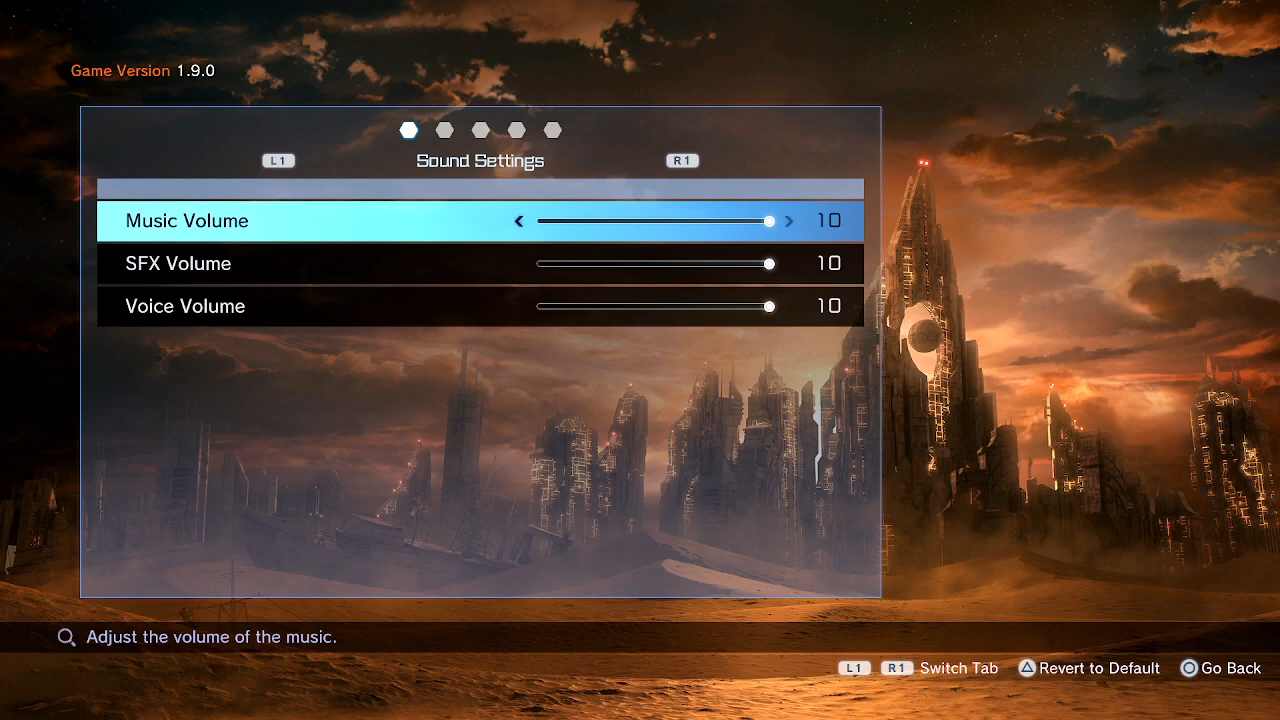 Game Version 1.9.0
L1 Sound Settings R1
Music Volume 10
SFX Volume 10
Voice Volume 10
Adjust the volume of the music.
L1 R1 Switch Tab Revert to Default Go Back